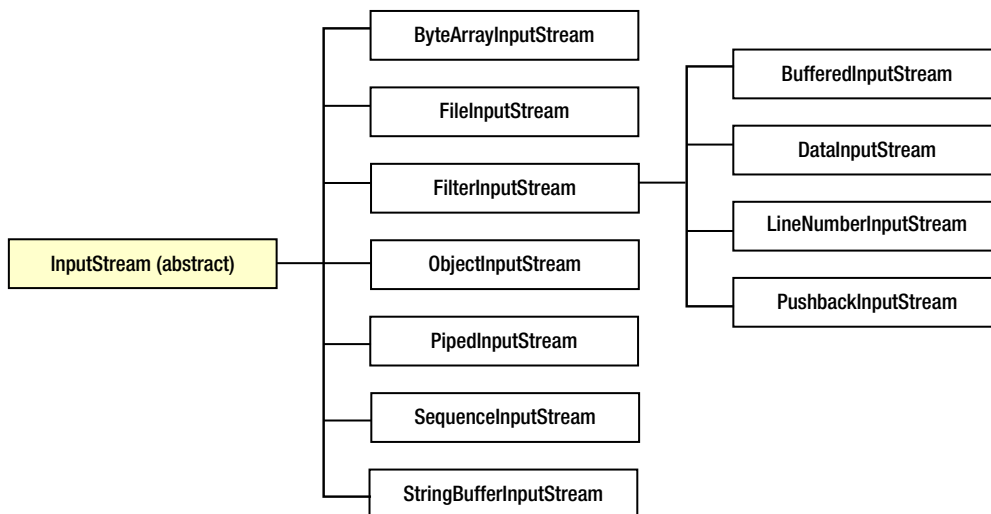 InputStream (abstract)
ByteArrayInputStream
FileInputStream
FilterInputStream
ObjectInputStream
PipedInputStream
SequenceInputStream
StringBufferInputStream
BufferedInputStream
DataInputStream
LineNumberInputStream
PushbackInputStream